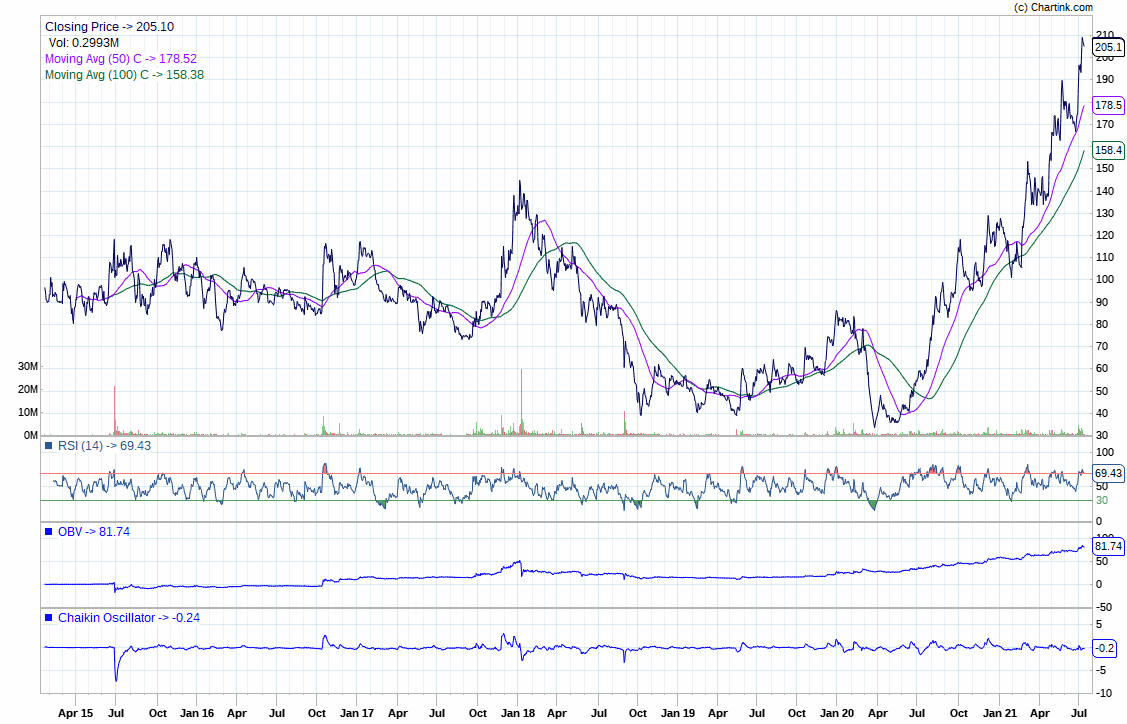 (c) Chartink.com
Closing Price -> 205.10
Vol: 0.2993M
Moving Avg (50) C -> 178.52
Moving Avg (100) C -> 158.38
210
205.1
200
190
178.5
170
158.4
150
140
130
120
110
100
90
80
70
60
50
40
30
30M
20M
10M
0M
RSI (14) -> 69.43
100
69.43
50
30
0
OBV -> 81.74
100
81.74
50
0
-50
Chaikin Oscillator -> -0.24
5
-0.2
-5
-10
Apr 15 Jul Oct Jan 16 Apr Jul Oct Jan 17 Apr Jul Oct Jan 18 Apr Jul Oct Jan 19 Apr Jul Oct Jan 20 Apr Jul Oct Jan 21 Apr Jul